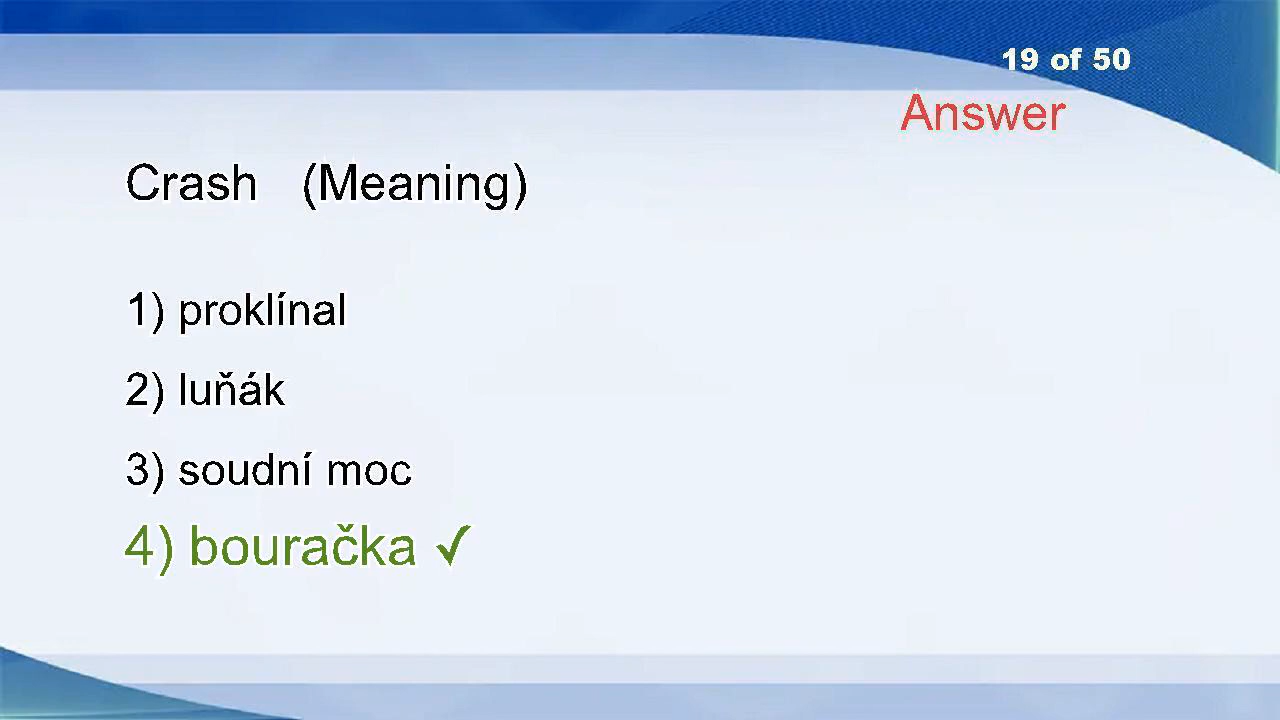 19 of 50
Answer
Crash (Meaning)
1) proklínal
2) luňák
3) soudní moc
4) bouračka ✓